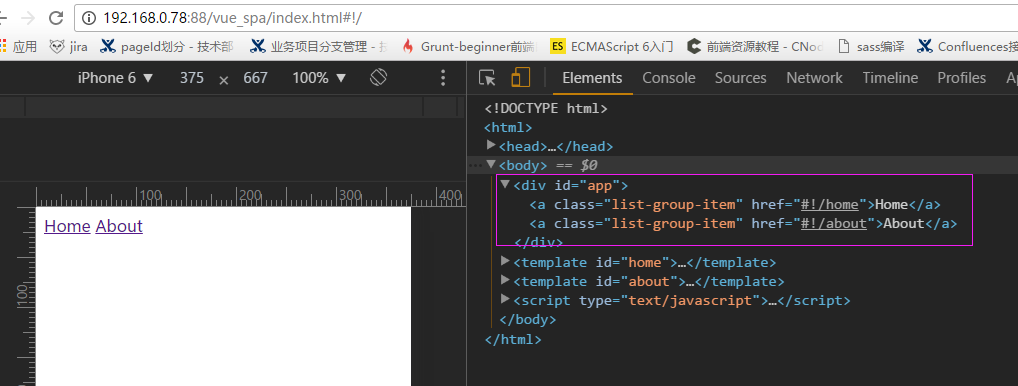 192.168.0.78:88/vue_spa/index.html#!/
应用 jira pageId划分 - 技术部 业务项目分支管理 - 技 Grunt-beginner前端 ES ECMAScript 6入门 前端资源教程 - CNod sass编译 Confluences接
iPhone 6 ▼ 375 × 667 100% ▼
Elements Console Sources Network Timeline Profiles Ap
<!DOCTYPE html>
<html>
▶<head>…</head>
… ▼<body> == $0
▼<div id="app">
<a class="list-group-item" href="#!/home">Home</a>
<a class="list-group-item" href="#!/about">About</a>
</div>
▶<template id="home">…</template>
▶<template id="about">…</template>
▶<script type="text/javascript">…</script>
</body>
</html>
100 200 300 400
Home About
100